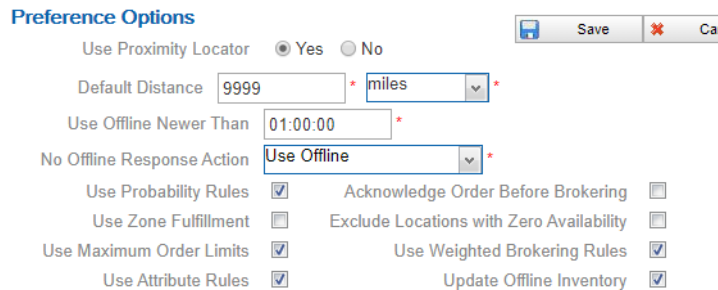 Preference Options
Save Ca
Use Proximity Locator Yes No
Default Distance 9999 * miles *
Use Offline Newer Than 01:00:00 *
No Offline Response Action Use Offline *
Use Probability Rules Acknowledge Order Before Brokering
Use Zone Fulfillment Exclude Locations with Zero Availability
Use Maximum Order Limits Use Weighted Brokering Rules
Use Attribute Rules Update Offline Inventory